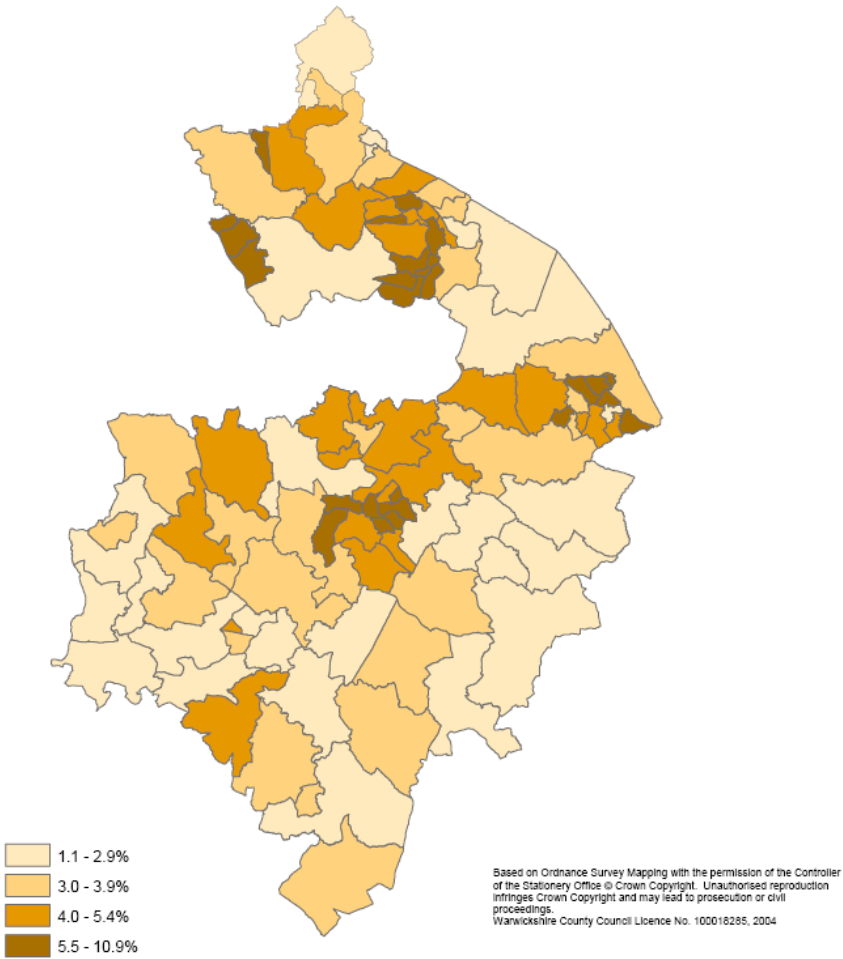 1.1 - 2.9%
3.0 - 3.9%
4.0 - 5.4%
5.5 - 10.9%
Based on Ordnance Survey Mapping with the permission of the Controller
of the Stationery Office © Crown Copyright. Unauthorised reproduction
infringes Crown Copyright and may lead to prosecution or civil
proceedings.
Warwickshire County Council Licence No. 100018285, 2004